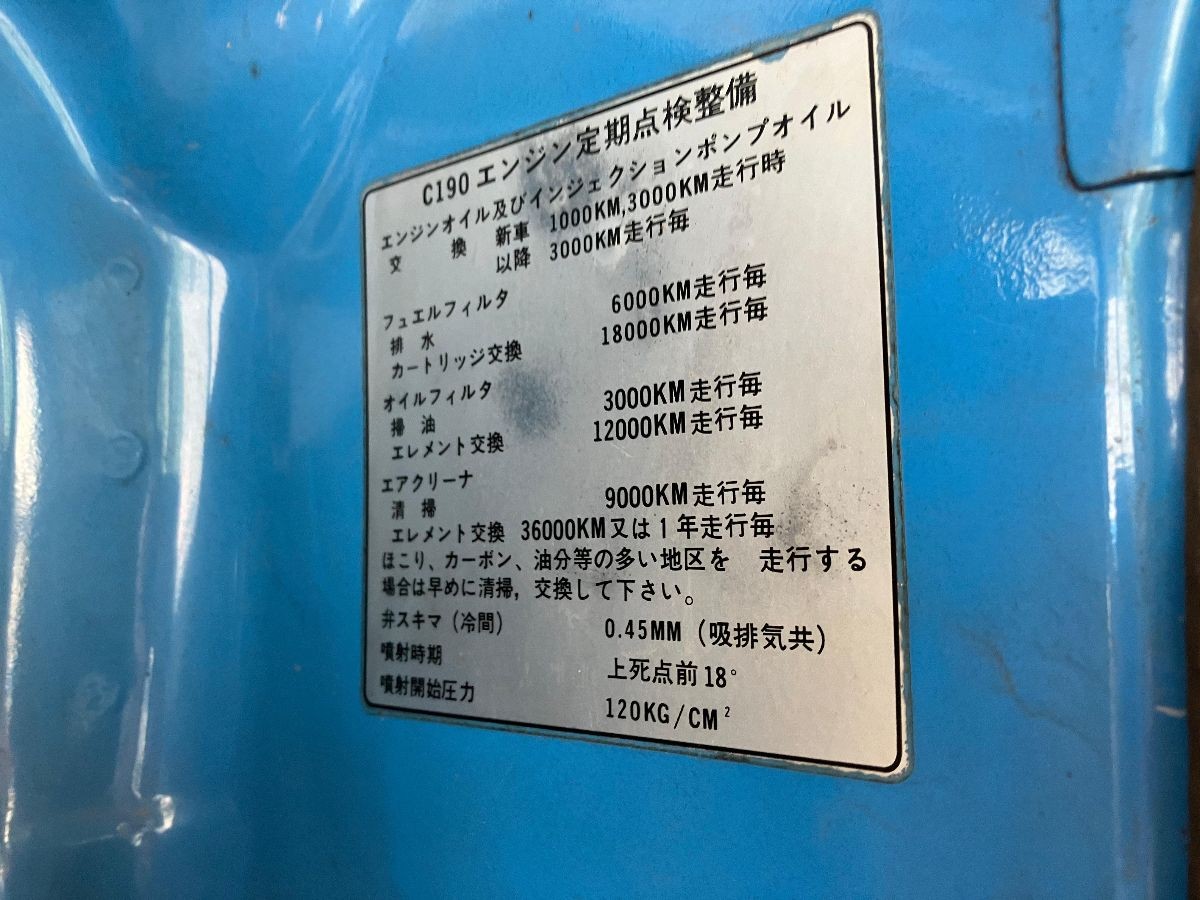 C190 エンジン定期点検整備
エンジンオイル及びインジェクションポンプオイル
交 換 新車 1000KM,3000KM走行時
以降 3000KM走行毎
フュエルフィルタ
排 水 6000KM走行毎
カートリッジ交換 18000KM走行毎
オイルフィルタ
掃 油 3000KM走行毎
エレメント交換 12000KM走行毎
エアクリーナ
清 掃 9000KM走行毎
エレメント交換 36000KM又は1年走行毎
ほこり、カーボン、油分等の多い地区を 走行する
場合は早めに清掃,交換して下さい。
弁スキマ(冷間) 0.45MM(吸排気共)
噴射時期 上死点前18°
噴射開始圧力 120KG/CM²